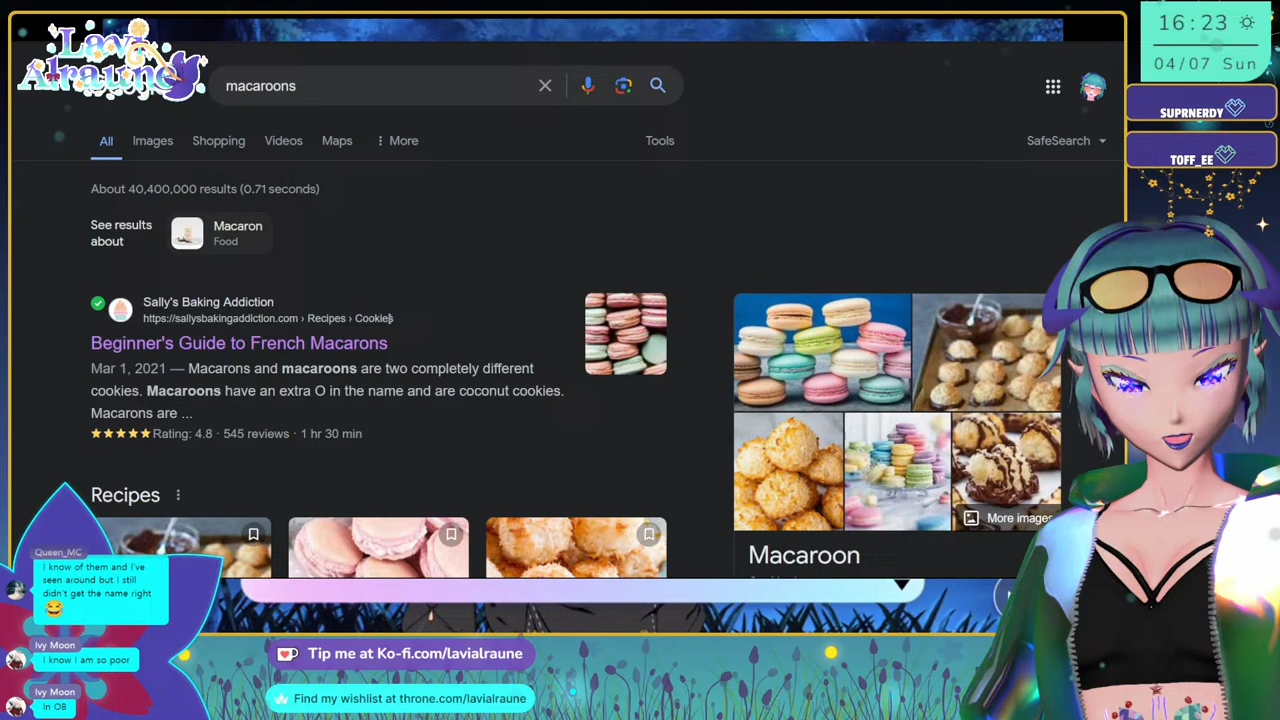 Lavi
Alraune
macaroons
16:23
04/07 Sun
SUPRNERDY
TOFF_EE
All
Images
Shopping
Videos
Maps
More
Tools
SafeSearch
About 40,400,000 results (0.71 seconds)
See results
about
Macaron
Food
Sally's Baking Addiction
https://sallysbakingaddiction.com › Recipes › Cookies
Beginner's Guide to French Macarons
Mar 1, 2021 — Macarons and macaroons are two completely different
cookies. Macaroons have an extra O in the name and are coconut cookies.
Macarons are ...
Rating: 4.8 · 545 reviews · 1 hr 30 min
Recipes
More images
Macaroon
Queen_MC
I know of them and I've
seen around but I still
didn't get the name right
Ivy Moon
I know I am so poor
Ivy Moon
In OB
Tip me at Ko-fi.com/lavialraune
Find my wishlist at throne.com/lavialraune